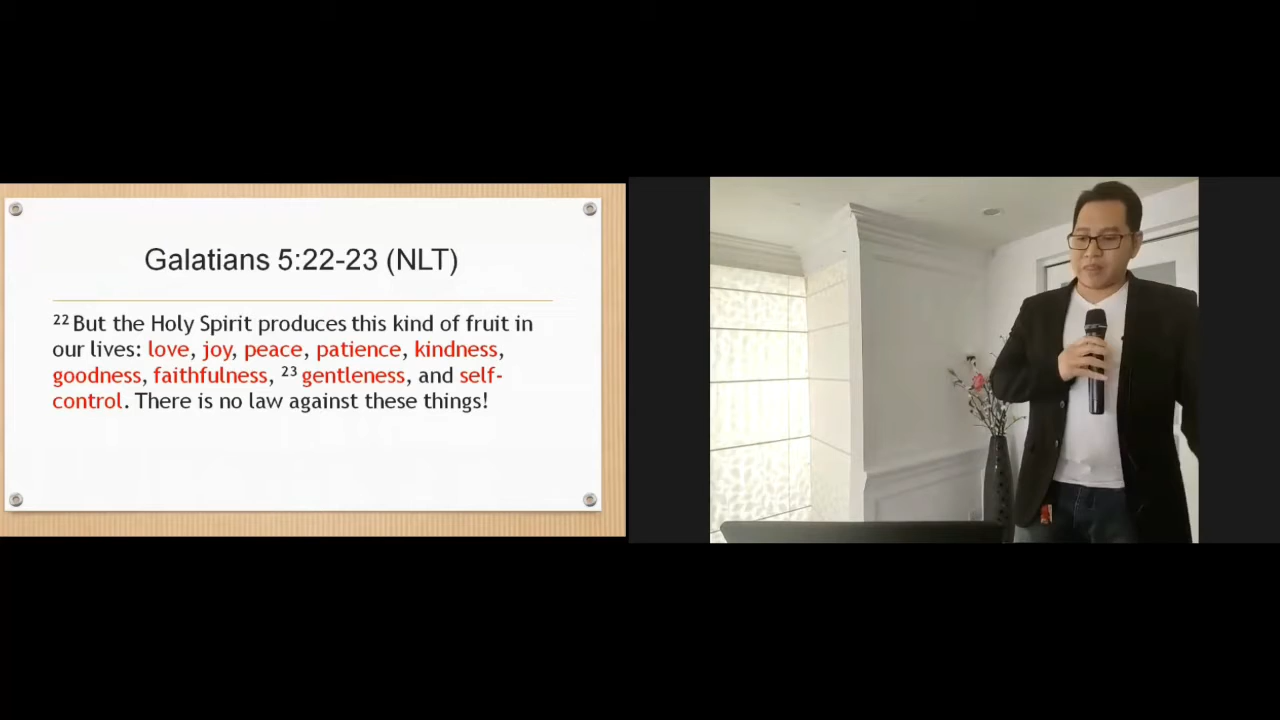 Galatians 5:22-23 (NLT)
22 But the Holy Spirit produces this kind of fruit in
our lives: love, joy, peace, patience, kindness,
goodness, faithfulness, 23 gentleness, and self-
control. There is no law against these things!